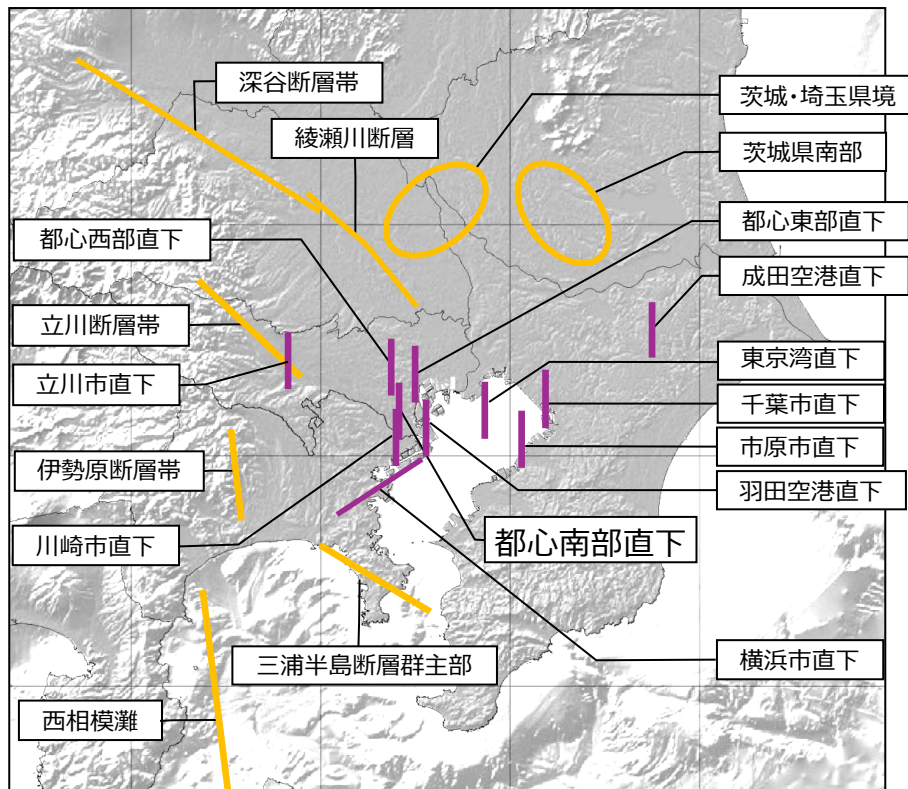 深谷断層帯
茨城・埼玉県境
綾瀬川断層
茨城県南部
都心西部直下
都心東部直下
成田空港直下
立川断層帯
東京湾直下
立川市直下
千葉市直下
市原市直下
伊勢原断層帯
羽田空港直下
川崎市直下
都心南部直下
三浦半島断層群主部
横浜市直下
西相模灘